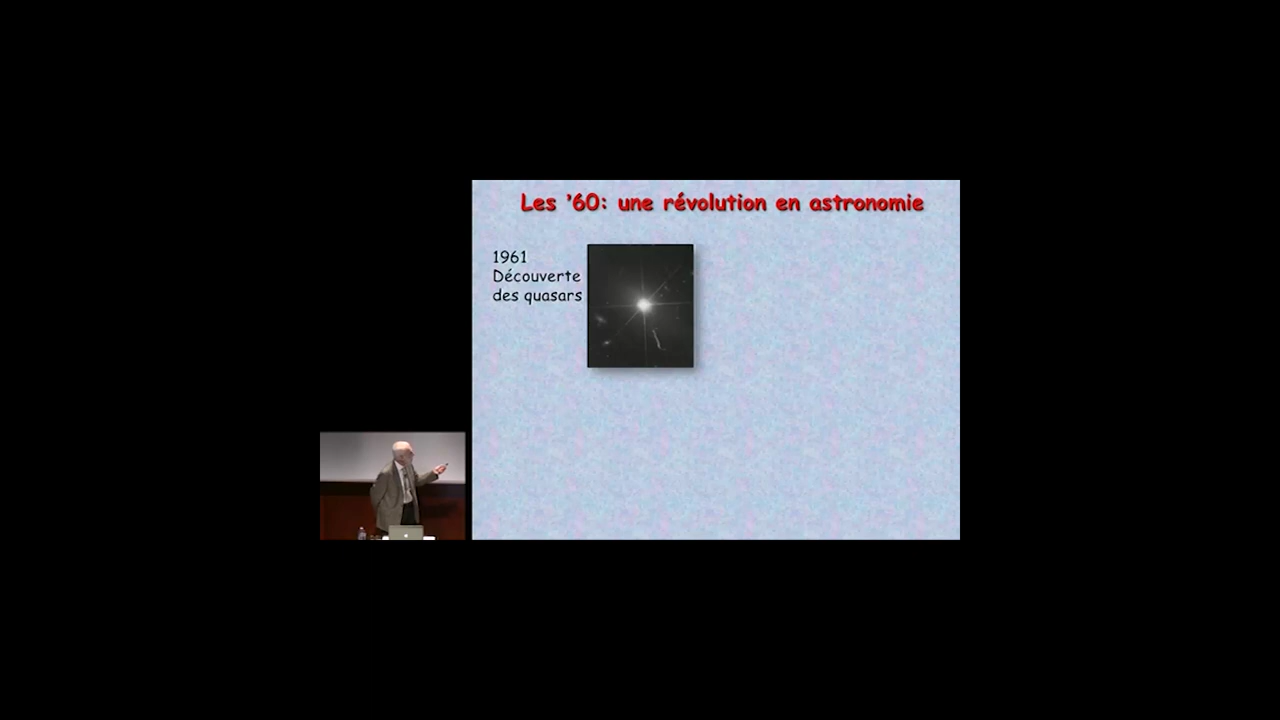 Les ’60: une révolution en astronomie
1961
Découverte
des quasars